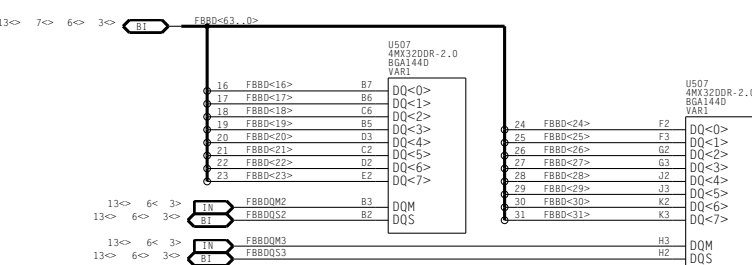 13<> 7<> 6<> 3<> BI FBBD<63..0>
U507
4MX32DDR-2.0
BGA144D
VAR1
16 FBBD<16> B7 DQ<0>
17 FBBD<17> B6 DQ<1>
18 FBBD<18> C6 DQ<2>
19 FBBD<19> B5 DQ<3>
20 FBBD<20> D3 DQ<4>
21 FBBD<21> C2 DQ<5>
22 FBBD<22> D2 DQ<6>
23 FBBD<23> E2 DQ<7>
13<> 6< 3> IN FBBDQM2 B3 DQM
13<> 6<> 3<> BI FBBDQS2 B2 DQS
U507
4MX32DDR-2.0
BGA144D
VAR1
24 FBBD<24> F2 DQ<0>
25 FBBD<25> F3 DQ<1>
26 FBBD<26> G2 DQ<2>
27 FBBD<27> G3 DQ<3>
28 FBBD<28> J2 DQ<4>
29 FBBD<29> J3 DQ<5>
30 FBBD<30> K2 DQ<6>
31 FBBD<31> K3 DQ<7>
13<> 6< 3> IN FBBDQM3 H3 DQM
13<> 6<> 3<> BI FBBDQS3 H2 DQS